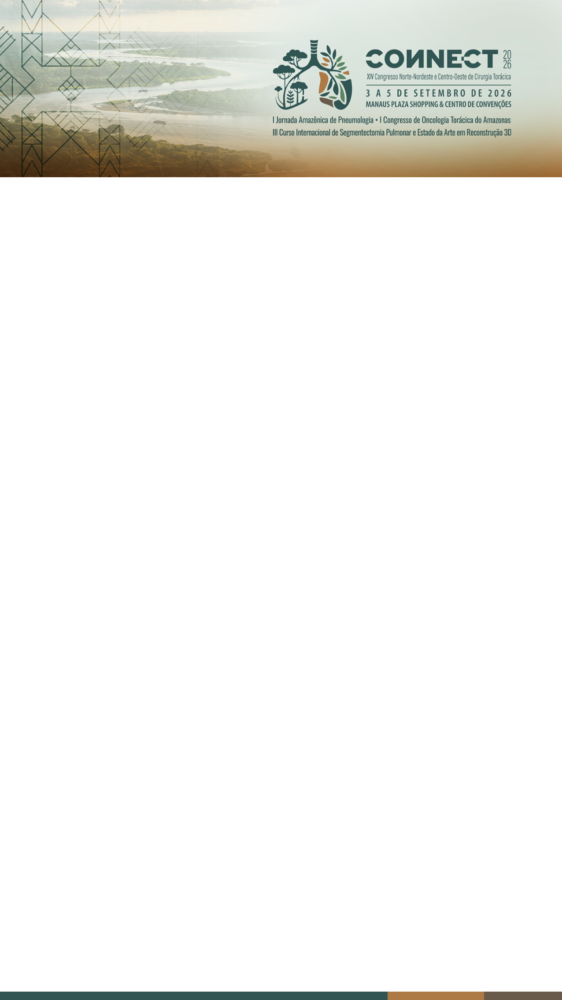 CONNECT 20
26
XIV Congresso Norte-Nordeste e Centro-Oeste de Cirurgia Torácica
3 A 5 DE SETEMBRO DE 2026
MANAUS PLAZA SHOPPING & CENTRO DE CONVENÇÕES
I Jornada Amazônica de Pneumologia • I Congresso de Oncologia Torácica do Amazonas
III Curso Internacional de Segmentectomia Pulmonar e Estado da Arte em Reconstrução 3D